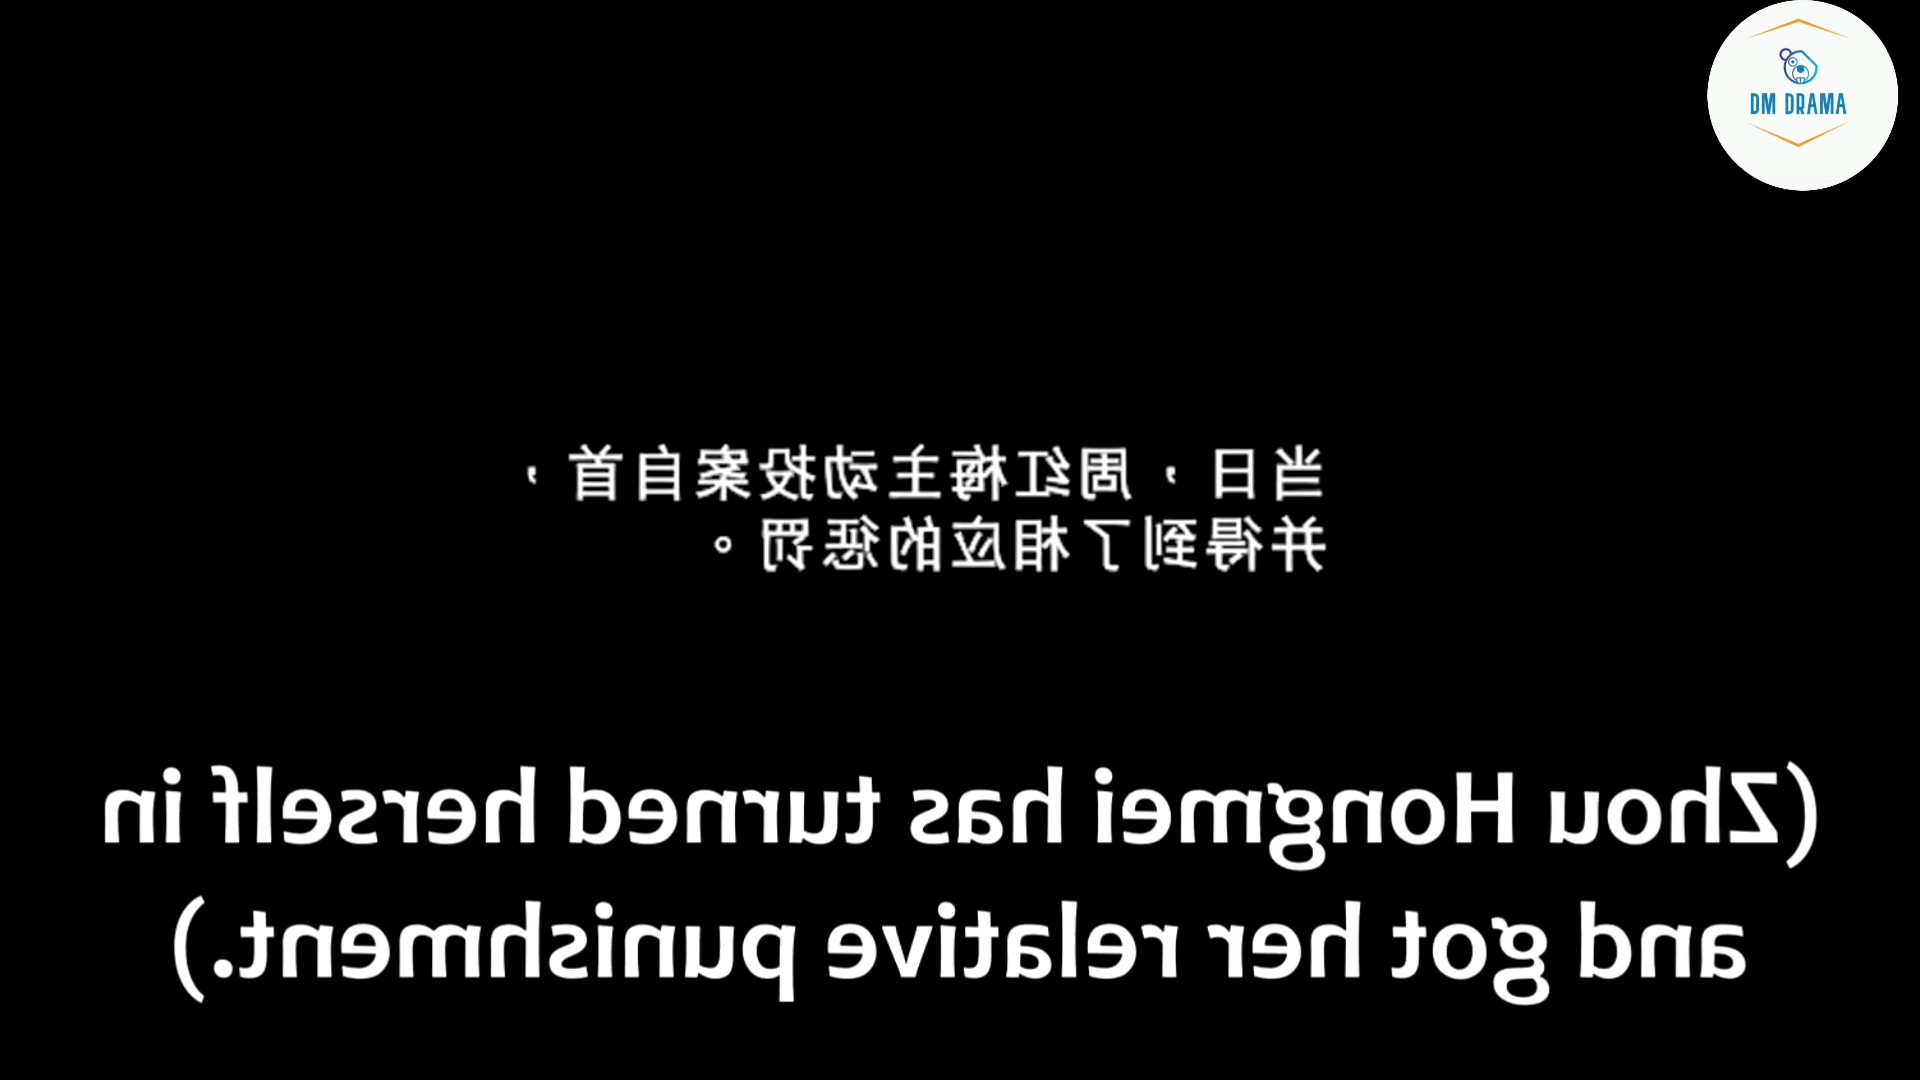 DM DRAMA
当日，周红梅主动投案自首，
并得到了相应的惩罚。
(Zhou Hongmei has turned herself in
and got her relative punishment.)